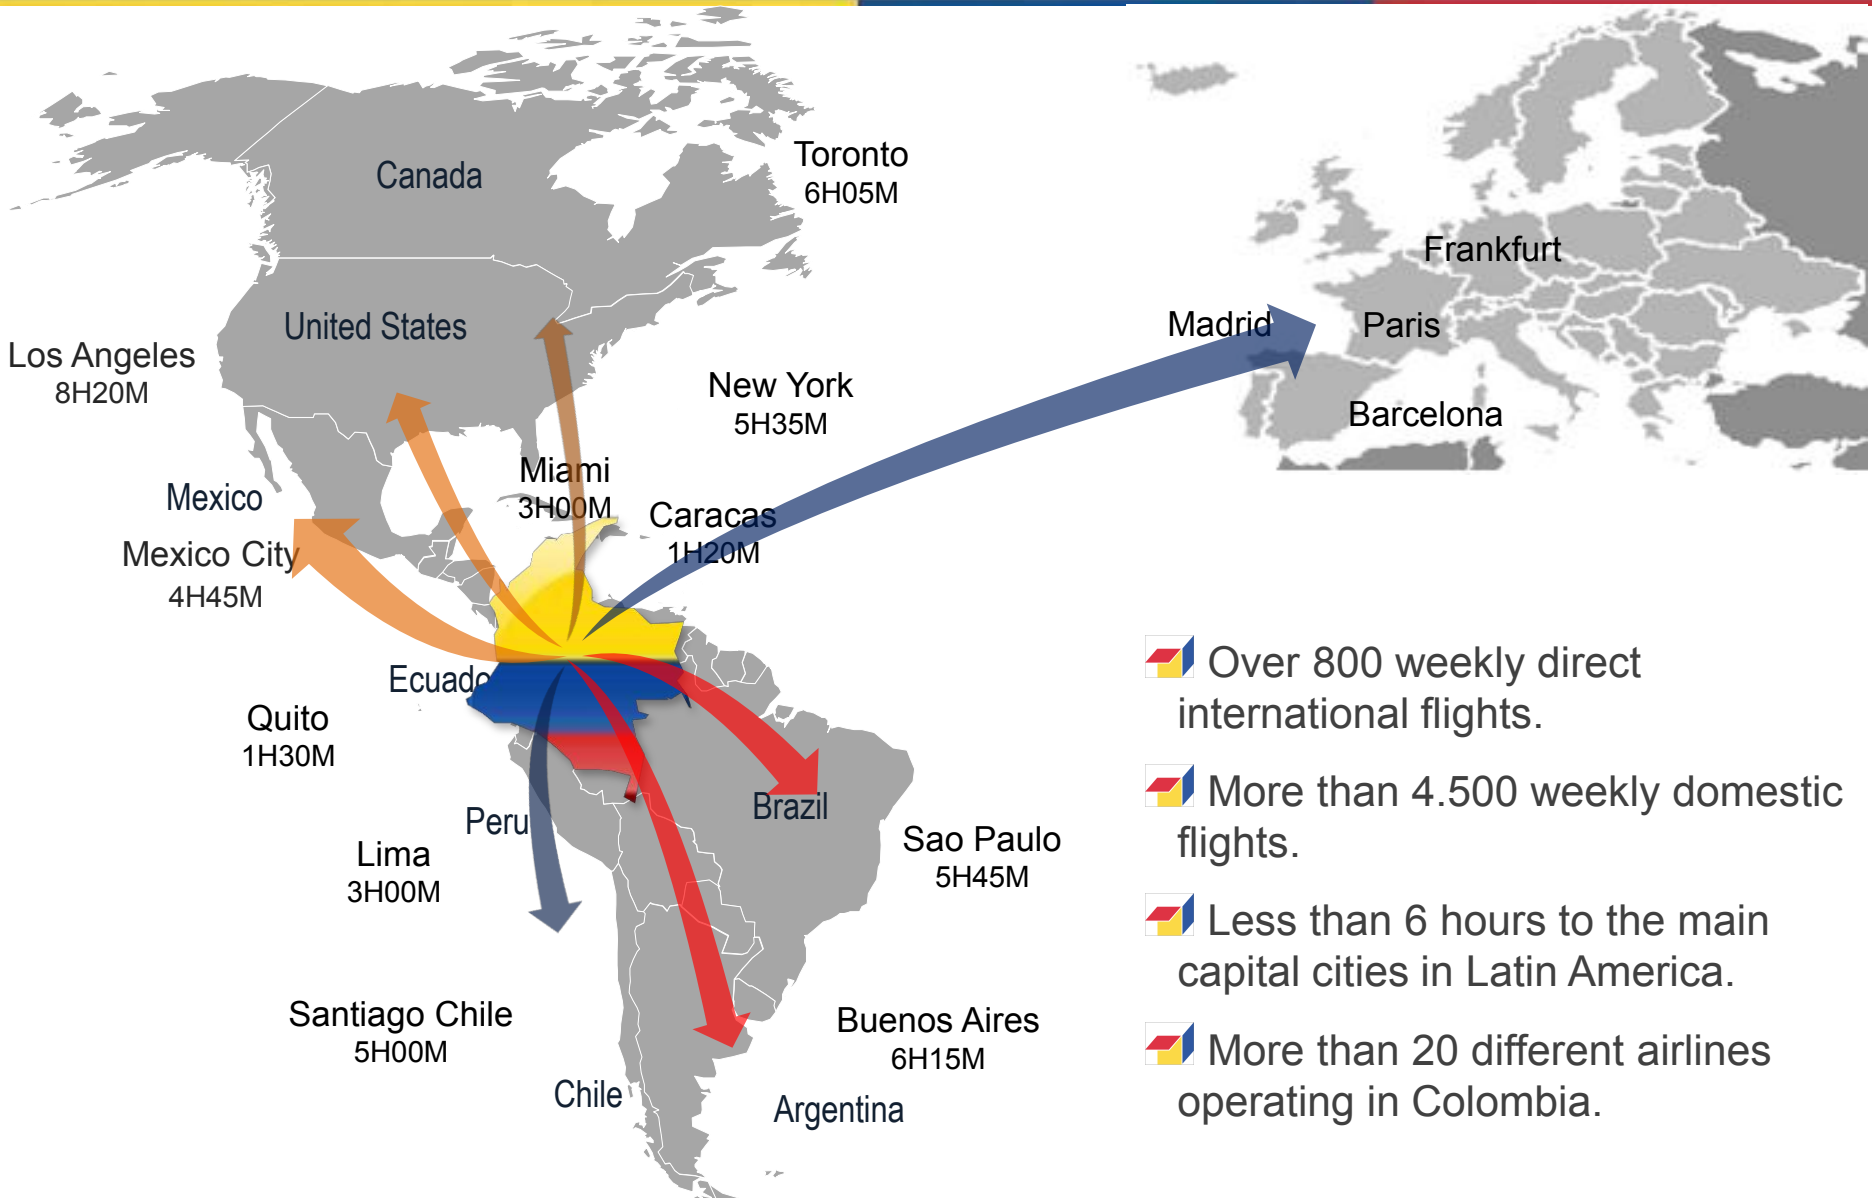 Canada
Toronto
6H05M
United States
Los Angeles
8H20M
New York
5H35M
Miami
3H00M
Mexico
Mexico City
4H45M
Caracas
1H20M
Ecuado
Quito
1H30M
Peru
Lima
3H00M
Brazil
Sao Paulo
5H45M
Santiago Chile
5H00M
Buenos Aires
6H15M
Chile
Argentina
Frankfurt
Madrid
Paris
Barcelona
Over 800 weekly direct
international flights.
More than 4.500 weekly domestic
flights.
Less than 6 hours to the main
capital cities in Latin America.
More than 20 different airlines
operating in Colombia.